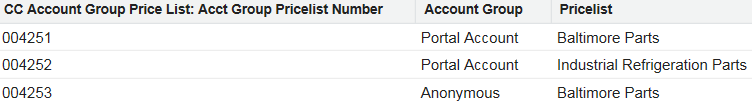 CC Account Group Price List: Acct Group Pricelist Number Account Group Pricelist
004251 Portal Account Baltimore Parts
004252 Portal Account Industrial Refrigeration Parts
004253 Anonymous Baltimore Parts